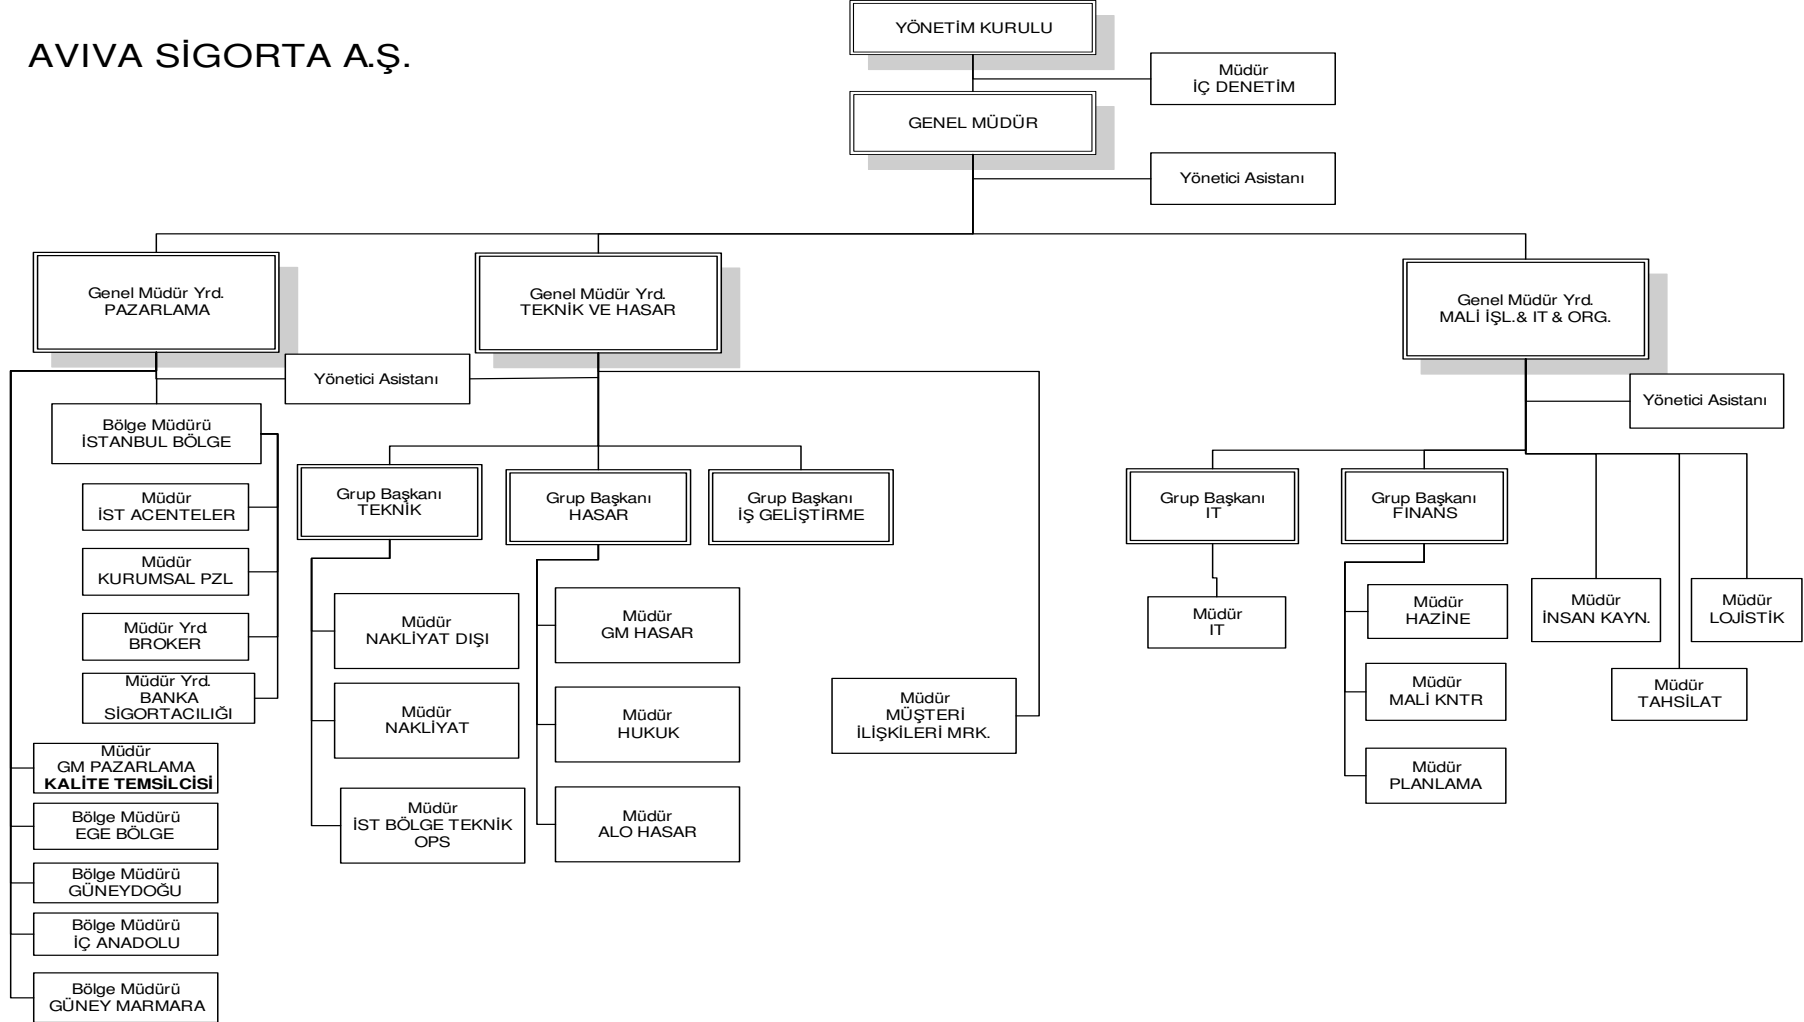 AVIVA SİGORTA A.Ş.
YÖNETİM KURULU
Müdür
İÇ DENETİM
GENEL MÜDÜR
Yönetici Asistanı
Genel Müdür Yrd.
PAZARLAMA
Genel Müdür Yrd.
TEKNİK VE HASAR
Genel Müdür Yrd.
MALİ İŞL.& IT & ORG.
Yönetici Asistanı
Yönetici Asistanı
Bölge Müdürü
İSTANBUL BÖLGE
Müdür
İST ACENTELER
Müdür
KURUMSAL PZL
Müdür Yrd.
BROKER
Müdür Yrd.
BANKA
SİGORTACILIĞI
Müdür
GM PAZARLAMA
KALİTE TEMSİLCİSİ
Bölge Müdürü
EGE BÖLGE
Bölge Müdürü
GÜNEYDOĞU
Bölge Müdürü
İÇ ANADOLU
Bölge Müdürü
GÜNEY MARMARA
Grup Başkanı
TEKNİK
Grup Başkanı
HASAR
Grup Başkanı
İŞ GELİŞTİRME
Müdür
NAKLİYAT DIŞI
Müdür
NAKLİYAT
Müdür
İST BÖLGE TEKNİK
OPS
Müdür
GM HASAR
Müdür
HUKUK
Müdür
ALO HASAR
Müdür
MÜŞTERİ
İLİŞKİLERİ MRK.
Grup Başkanı
IT
Grup Başkanı
FINANS
Müdür
IT
Müdür
HAZİNE
Müdür
MALİ KNTR
Müdür
PLANLAMA
Müdür
İNSAN KAYN.
Müdür
LOJİSTİK
Müdür
TAHSİLAT